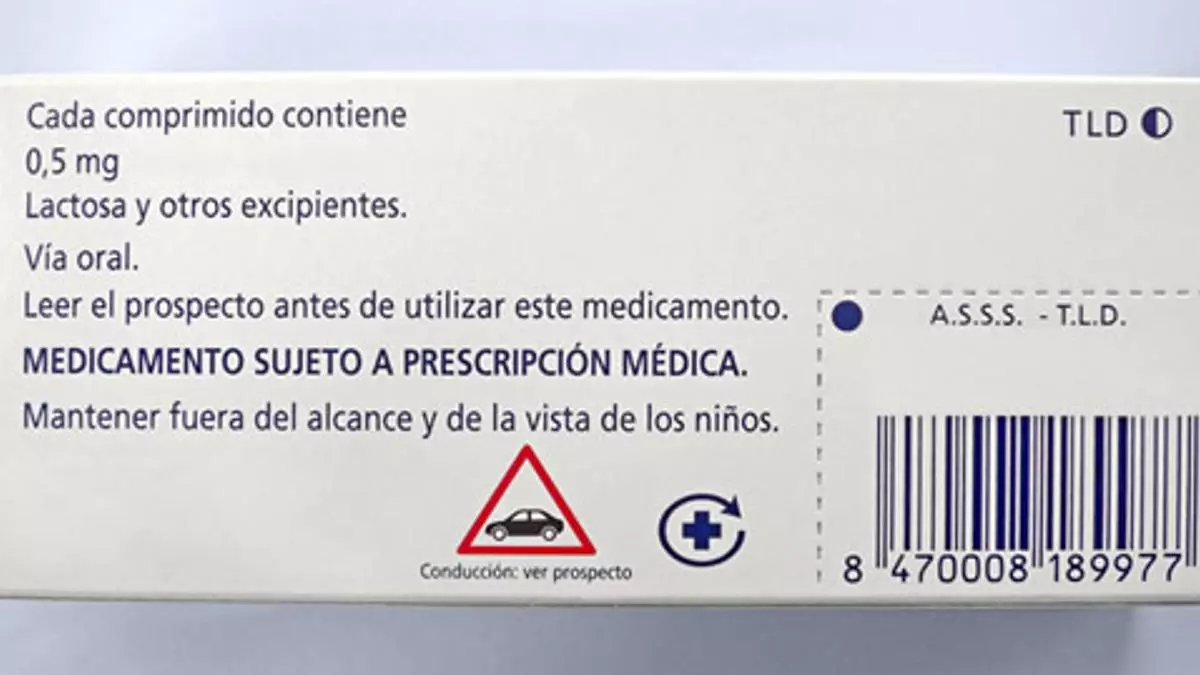 Cada comprimido contiene
0,5 mg
Lactosa y otros excipientes.
Vía oral.
Leer el prospecto antes de utilizar este medicamento.
MEDICAMENTO SUJETO A PRESCRIPCIÓN MÉDICA.
Mantener fuera del alcance y de la vista de los niños.
Conducción: ver prospecto
TLD
A.S.S.S. - T.L.D.
8 470008 189977